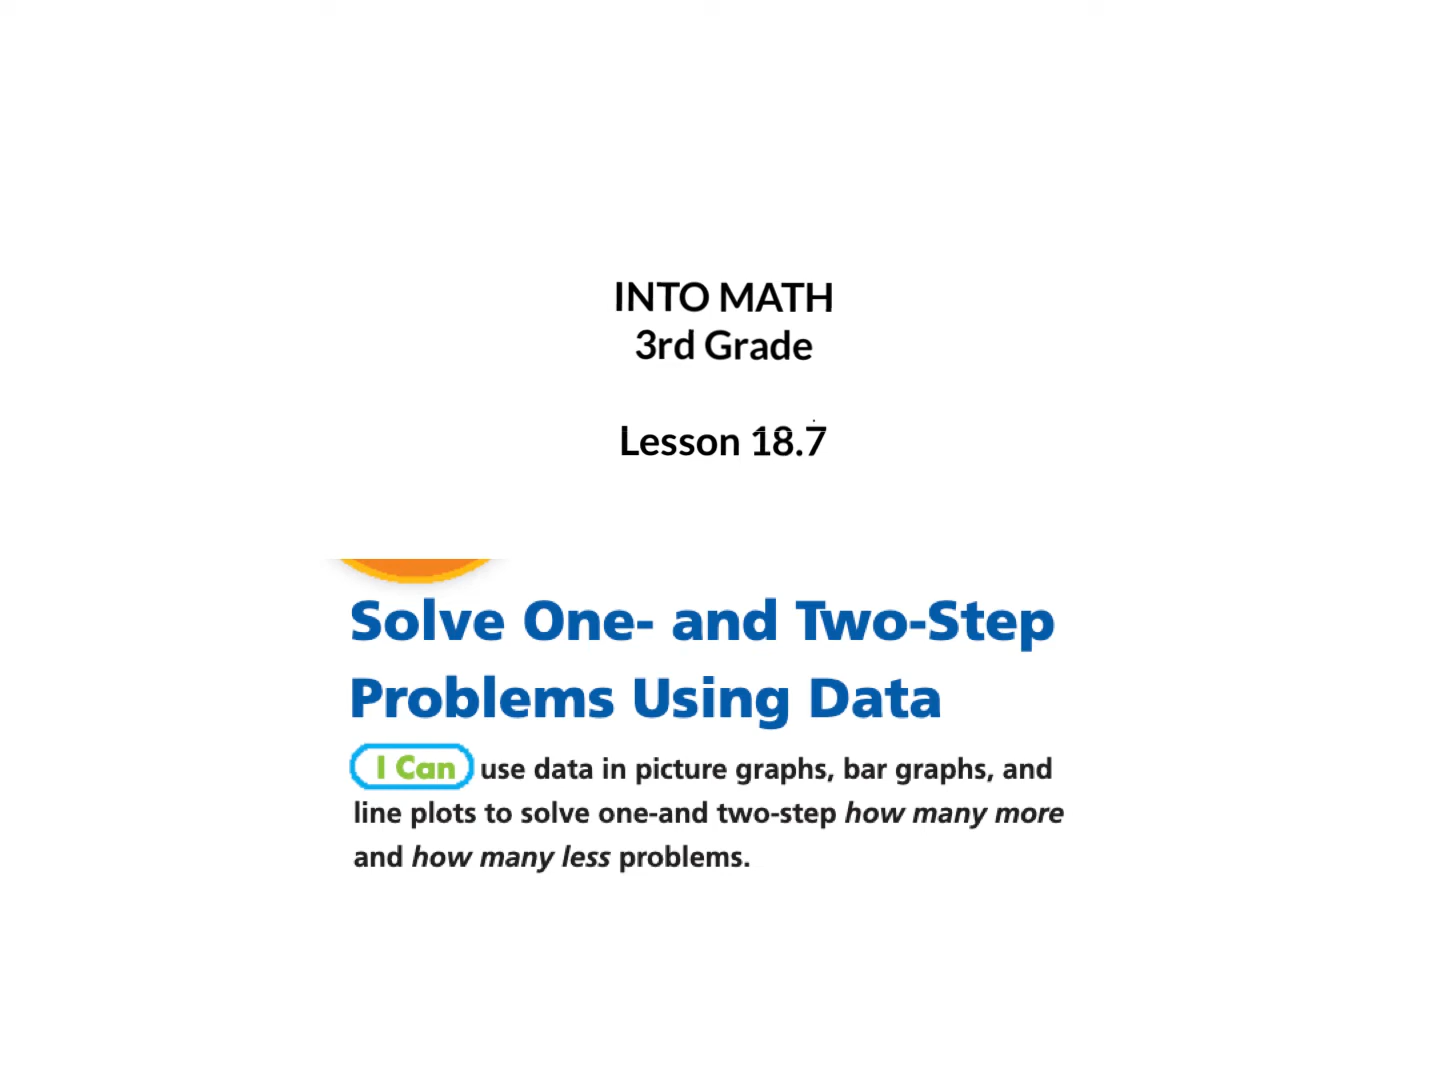 INTO MATH
3rd Grade
Lesson 18.7
Solve One- and Two-Step
Problems Using Data
I Can use data in picture graphs, bar graphs, and
line plots to solve one-and two-step how many more
and how many less problems.